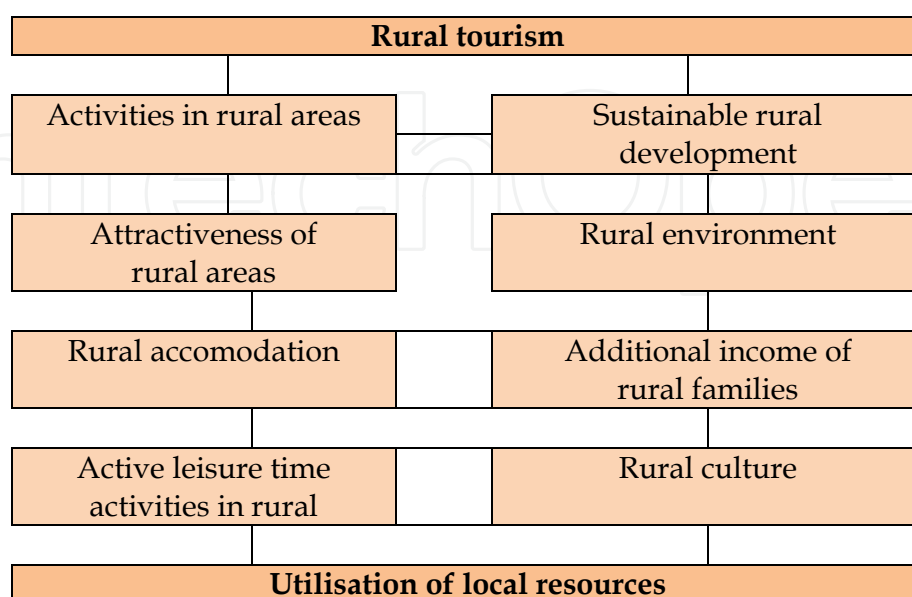 Rural tourism
Activities in rural areas
Sustainable rural
development
Attractiveness of
rural areas
Rural environment
Rural accomodation
Additional income of
rural families
Active leisure time
activities in rural
Rural culture
Utilisation of local resources